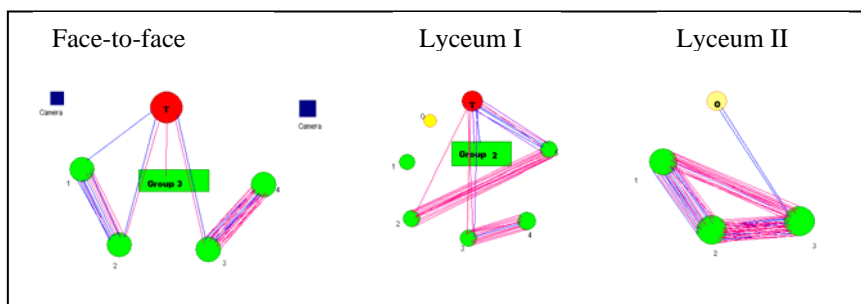 Face-to-face
Camera
T
1
Group 3
4
2
3
Lyceum I
Camera
T
O
1
Group 2
2
3
4
Lyceum II
O
1
2
3